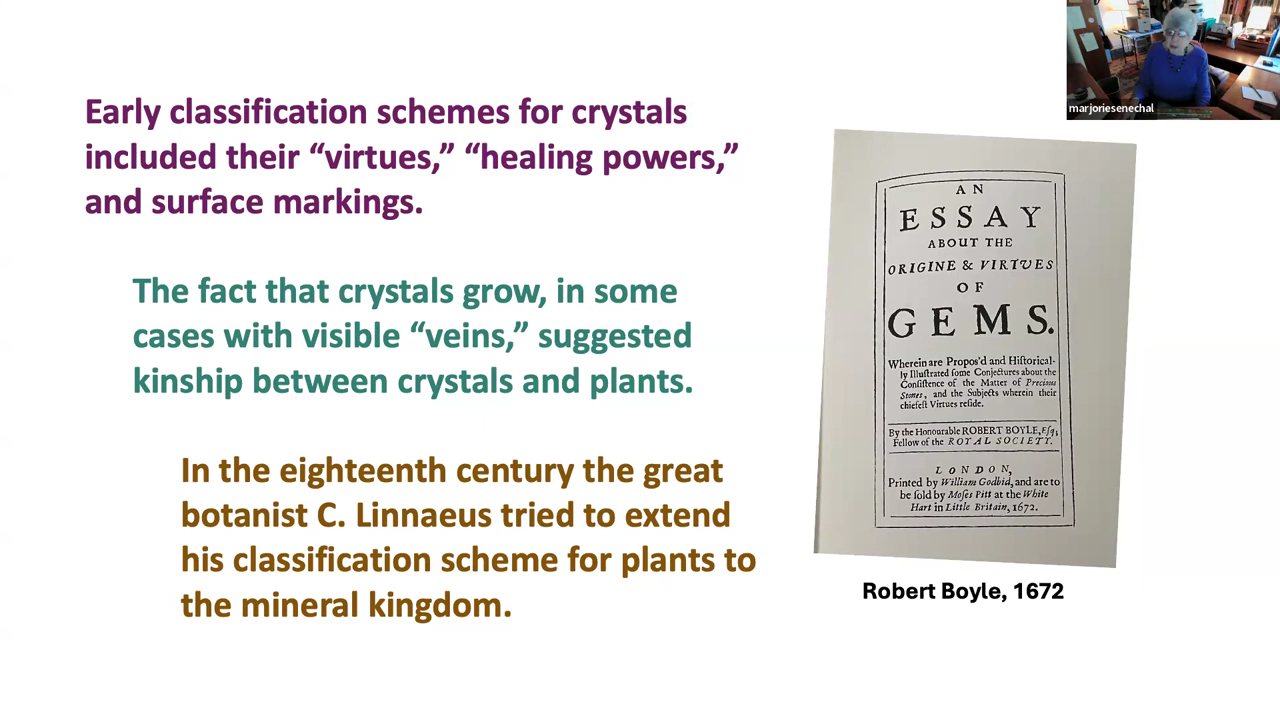 marjoriesenechal
Early classification schemes for crystals
included their “virtues,” “healing powers,”
and surface markings.
The fact that crystals grow, in some
cases with visible “veins,” suggested
kinship between crystals and plants.
In the eighteenth century the great
botanist C. Linnaeus tried to extend
his classification scheme for plants to
the mineral kingdom.
AN
ESSAY
ABOUT THE
ORIGINE & VIRTUES
OF
GEMS.
Wherein are Propos'd and Hiſtorical-
ly Illuſtrated ſome Conjectures about the
Conſiſtence of the Matter of Precious
Stones, and the Subjects wherein their
chiefeſt Virtues reſide.
By the Honourable ROBERT BOYLE, Eſq;
Fellow of the ROYAL SOCIETY.
LONDON,
Printed by William Godbid, and are to
be ſold by Moſes Pitt at the White
Hart in Little Britain, 1672.
Robert Boyle, 1672